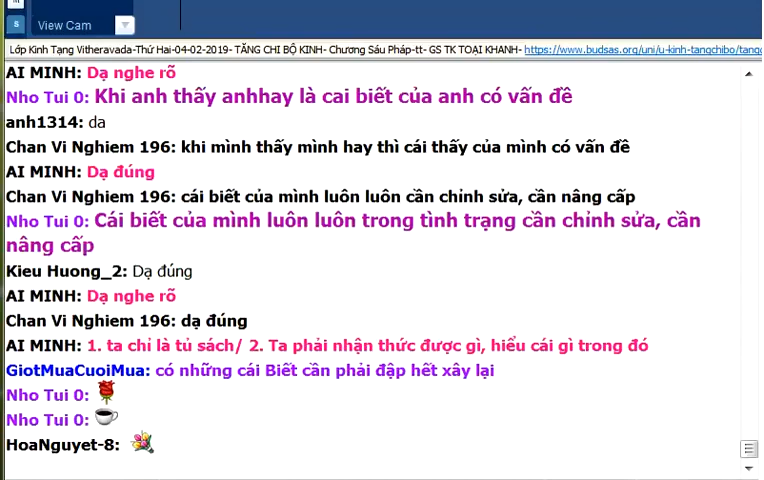 View Cam
Lớp Kinh Tạng Vitheravada-Thứ Hai-04-02-2019- TĂNG CHI BỘ KINH- Chương Sáu Pháp-tt- GS TK TOẠI KHANH- https://www.budsas.org/uni/u-kinh-tangchibo/tang
AI MINH: Dạ nghe rõ
Nho Tui 0: Khi anh thấy anhhay là cai biết của anh có vấn đề
anh1314: da
Chan Vi Nghiem 196: khi mình thấy mình hay thì cái thấy của mình có vấn đề
AI MINH: Dạ đúng
Chan Vi Nghiem 196: cái biết của mình luôn luôn cần chỉnh sửa, cần nâng cấp
Nho Tui 0: Cái biết của mình luôn luôn trong tình trạng cần chỉnh sửa, cần
nâng cấp
Kieu Huong_2: Dạ đúng
AI MINH: Dạ nghe rõ
Chan Vi Nghiem 196: dạ đúng
AI MINH: 1. ta chỉ là tủ sách/ 2. Ta phải nhận thức được gì, hiểu cái gì trong đó
GiotMuaCuoiMua: có những cái Biết cần phải đập hết xây lại
Nho Tui 0:
Nho Tui 0:
HoaNguyet-8: